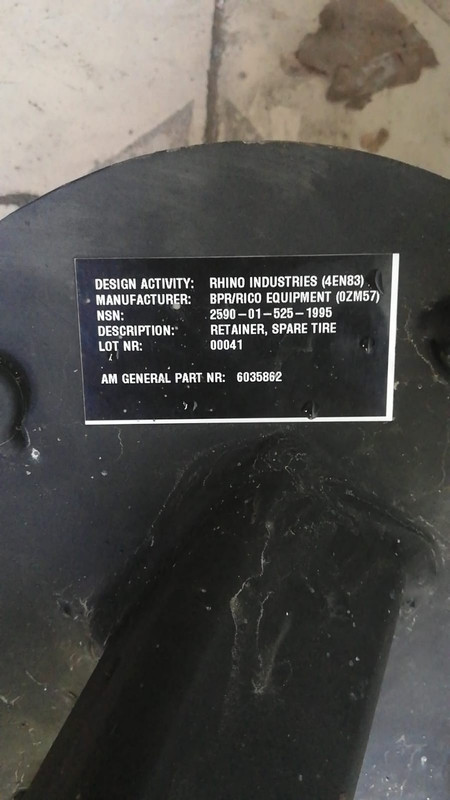 DESIGN ACTIVITY: RHINO INDUSTRIES (4EN83)
MANUFACTURER: BPR/RICO EQUIPMENT (0ZM57)
NSN: 2590-01-525-1995
DESCRIPTION: RETAINER, SPARE TIRE
LOT NR: 00041
AM GENERAL PART NR: 6035862